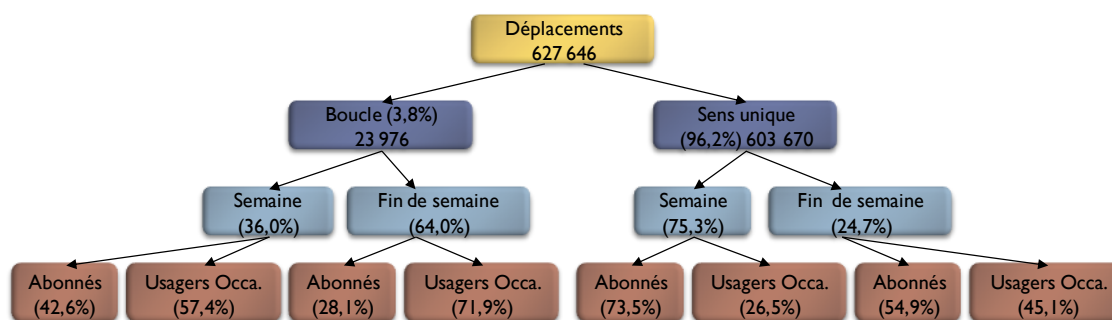 Déplacements
627 646
Boucle (3,8%)
23 976
Sens unique
(96,2%) 603 670
Semaine
(36,0%)
Fin de semaine
(64,0%)
Semaine
(75,3%)
Fin de semaine
(24,7%)
Abonnés
(42,6%)
Usagers Occa.
(57,4%)
Abonnés
(28,1%)
Usagers Occa.
(71,9%)
Abonnés
(73,5%)
Usagers Occa.
(26,5%)
Abonnés
(54,9%)
Usagers Occa.
(45,1%)